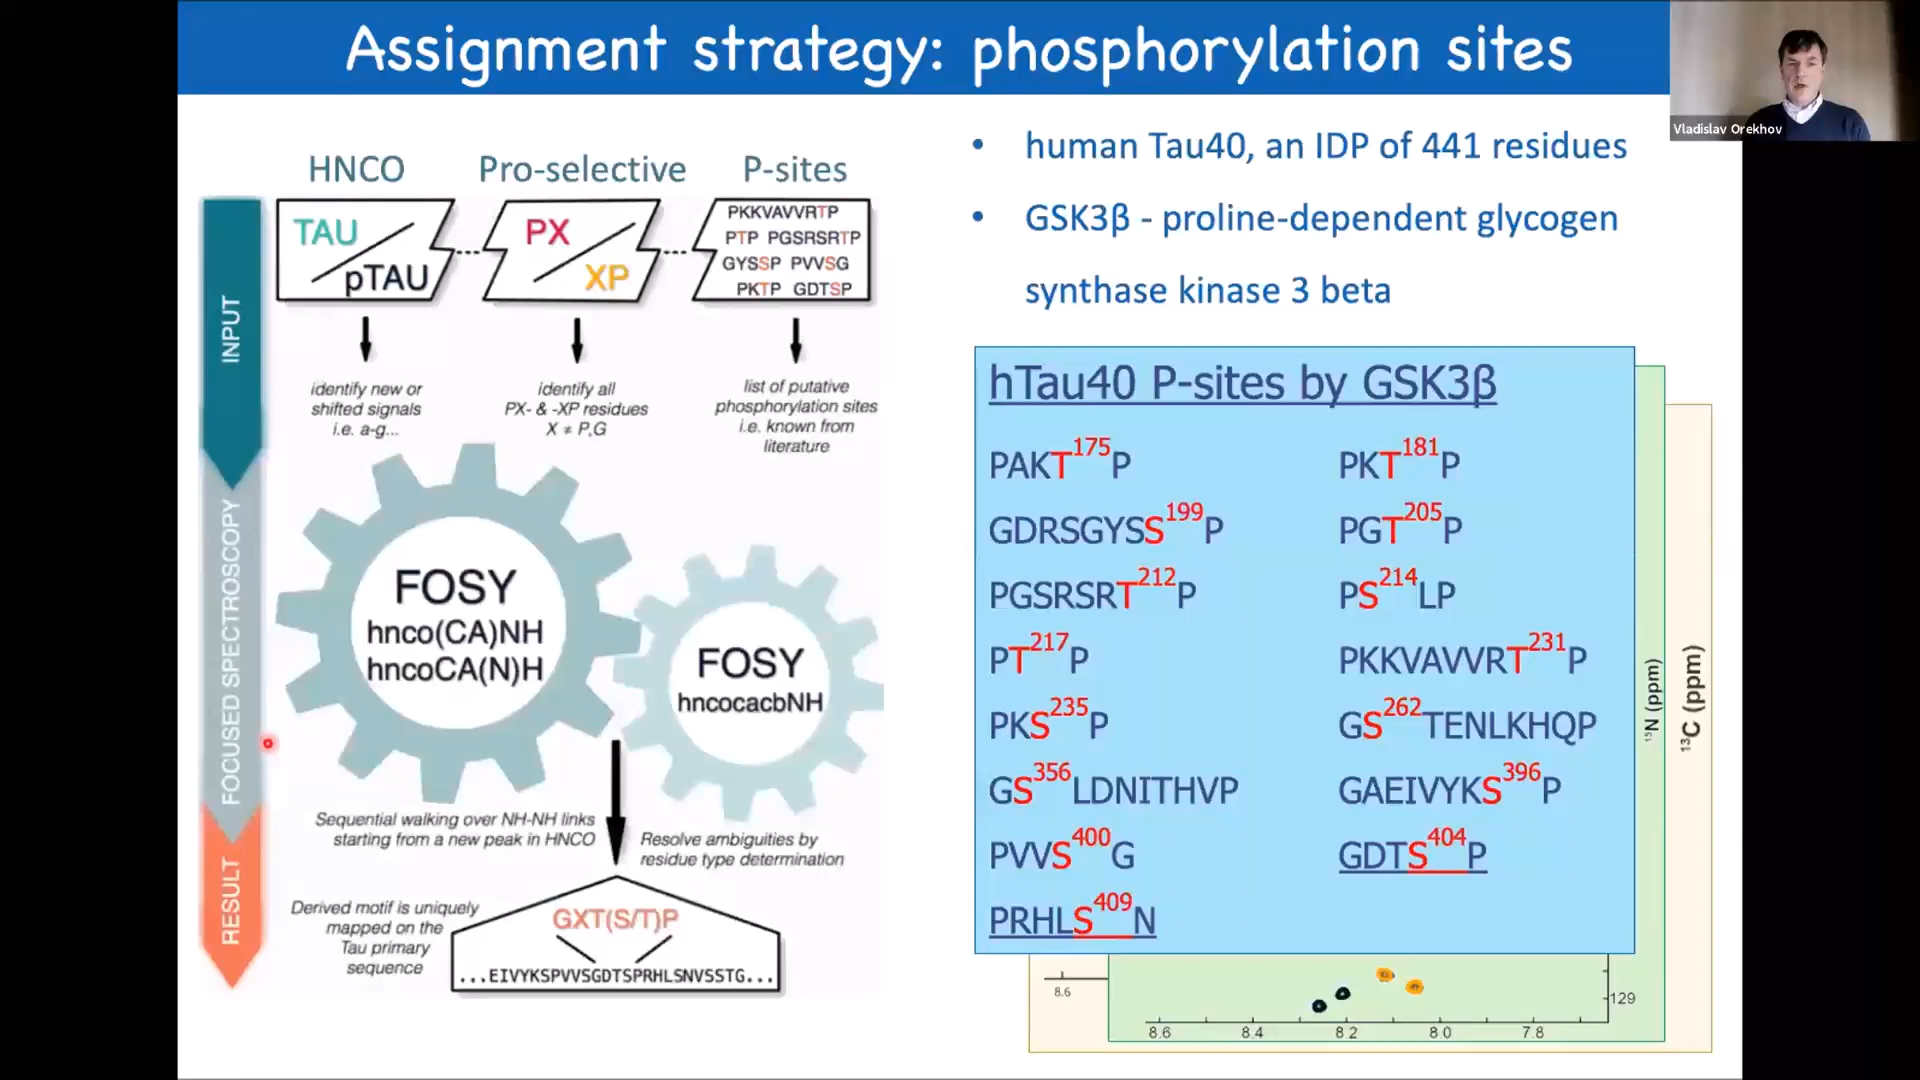 Assignment strategy: phosphorylation sites
Vladislav Orekhov
HNCO Pro-selective P-sites
TAU
pTAU
PX
XP
PKKVAVVRTP
PTP PGSRSRTP
GYSSP PVVSG
PKTP GDTSP
INPUT
identify new or
shifted signals
i.e. a-g...
identify all
PX- & -XP residues
X ≠ P,G
list of putative
phosphorylation sites
i.e. known from
literature
FOCUSED SPECTROSCOPY
FOSY
hnco(CA)NH
hncoCA(N)H
FOSY
hncocacbNH
Sequential walking over NH-NH links
starting from a new peak in HNCO
Resolve ambiguities by
residue type determination
RESULT
Derived motif is uniquely
mapped on the
Tau primary
sequence
GXT(S/T)P
...EIVYKSPVVSGDTSPRHLSNVSSTG...
• human Tau40, an IDP of 441 residues
• GSK3β - proline-dependent glycogen
synthase kinase 3 beta
hTau40 P-sites by GSK3β
PAKT¹⁷⁵P PKT¹⁸¹P
GDRSGYSS¹⁹⁹P PGT²⁰⁵P
PGSRSRT²¹²P PS²¹⁴LP
PT²¹⁷P PKKVAVVRT²³¹P
PKS²³⁵P GS²⁶²TENLKHQP
GS³⁵⁶LDNITHVP GAEIVYKS³⁹⁶P
PVVS⁴⁰⁰G GDTS⁴⁰⁴P
PRHLS⁴⁰⁹N
¹⁵N (ppm)
¹³C (ppm)
8.6
129
8.6 8.4 8.2 8.0 7.8